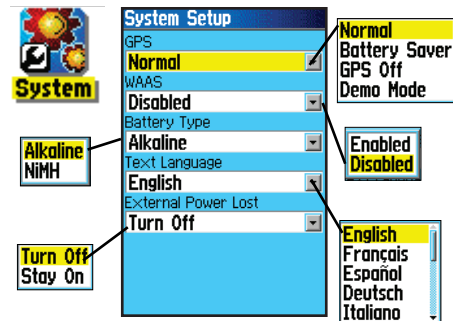 System
System Setup
GPS
Normal
WAAS
Disabled
Battery Type
Alkaline
Text Language
English
External Power Lost
Turn Off
Normal
Battery Saver
GPS Off
Demo Mode
Enabled
Disabled
Alkaline
NiMH
Turn Off
Stay On
English
Français
Español
Deutsch
Italiano